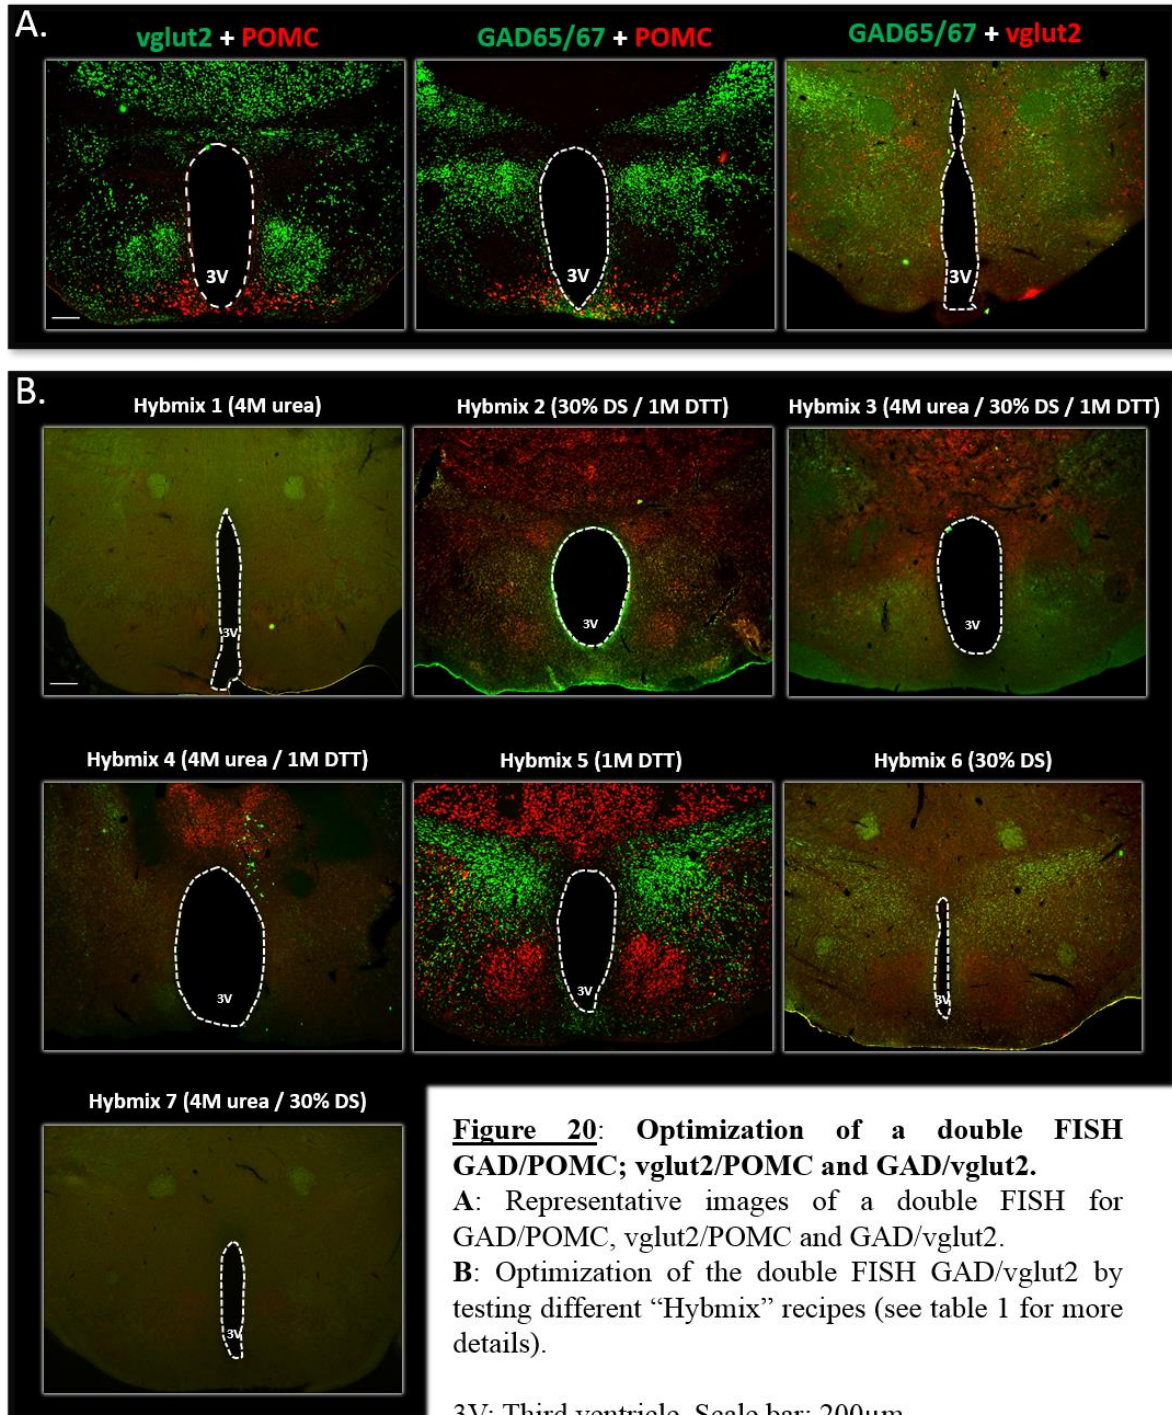 A.
vglut2 + POMC
GAD65/67 + POMC
GAD65/67 + vglut2
3V
3V
3V
B.
Hybmix 1 (4M urea)
Hybmix 2 (30% DS / 1M DTT)
Hybmix 3 (4M urea / 30% DS / 1M DTT)
3V
3V
3V
Hybmix 4 (4M urea / 1M DTT)
Hybmix 5 (1M DTT)
Hybmix 6 (30% DS)
3V
3V
3V
Hybmix 7 (4M urea / 30% DS)
3V
Figure 20: Optimization of a double FISH
GAD/POMC; vglut2/POMC and GAD/vglut2.
A: Representative images of a double FISH for
GAD/POMC, vglut2/POMC and GAD/vglut2.
B: Optimization of the double FISH GAD/vglut2 by
testing different “Hybmix” recipes (see table 1 for more
details).
3V: Third ventricle. Scale bar: 200µm